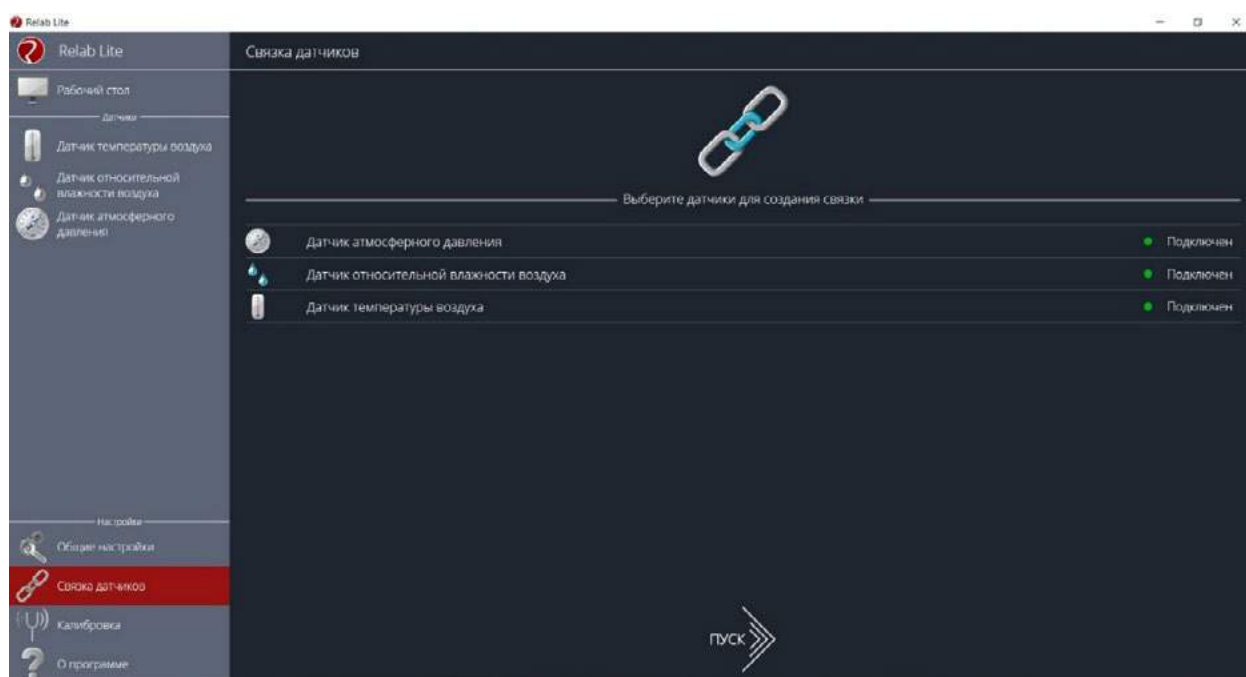 Relab Lite
Relab Lite
Рабочий стол
Датчики
Датчик температуры воздуха
Датчик относительной
влажности воздуха
Датчик атмосферного
давления
Настройки
Общие настройки
Связка датчиков
Калибровка
О программе
Связка датчиков
Выберите датчики для создания связки
Датчик атмосферного давления
Подключен
Датчик относительной влажности воздуха
Подключен
Датчик температуры воздуха
Подключен
ПУСК